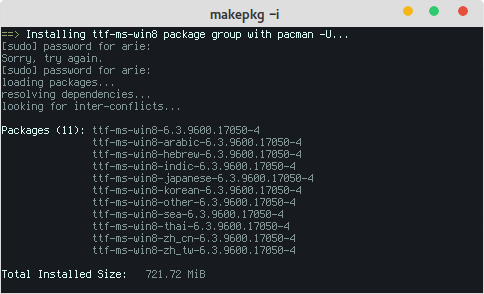 makepkg -i
==> Installing ttf-ms-win8 package group with pacman -U...
[sudo] password for arie:
Sorry, try again.
[sudo] password for arie:
loading packages...
resolving dependencies...
looking for inter-conflicts...
Packages (11): ttf-ms-win8-6.3.9600.17050-4
ttf-ms-win8-arabic-6.3.9600.17050-4
ttf-ms-win8-hebrew-6.3.9600.17050-4
ttf-ms-win8-indic-6.3.9600.17050-4
ttf-ms-win8-japanese-6.3.9600.17050-4
ttf-ms-win8-korean-6.3.9600.17050-4
ttf-ms-win8-other-6.3.9600.17050-4
ttf-ms-win8-sea-6.3.9600.17050-4
ttf-ms-win8-thai-6.3.9600.17050-4
ttf-ms-win8-zh_cn-6.3.9600.17050-4
ttf-ms-win8-zh_tw-6.3.9600.17050-4
Total Installed Size: 721.72 MiB